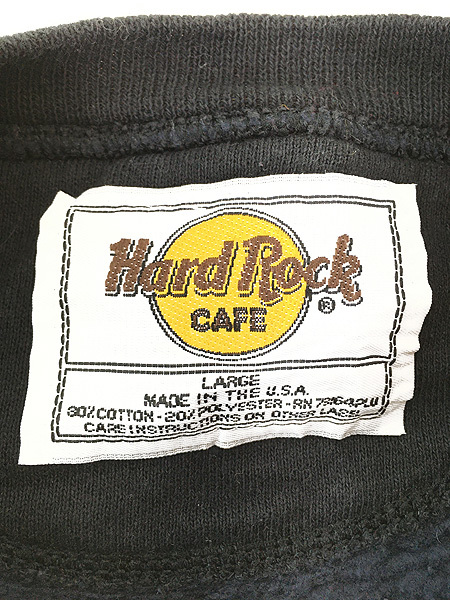 Hard Rock
®
CAFE
LARGE
MADE IN THE U.S.A.
80% COTTON - 20% POLYESTER - RN 79164 PLU
CARE INSTRUCTIONS ON OTHER LABEL